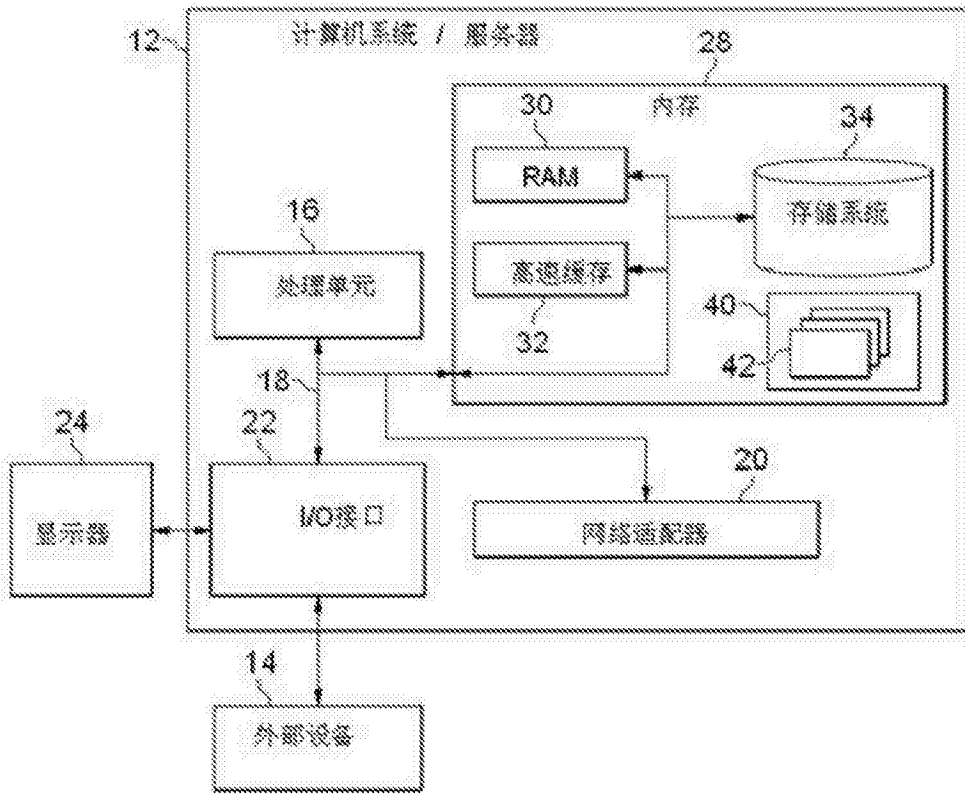 12
计算机系统 / 服务器
28
内存
30
RAM
34
存储系统
16
处理单元
高速缓存
32
40
42
18
22
I/O接口
24
显示器
20
网络适配器
14
外部设备